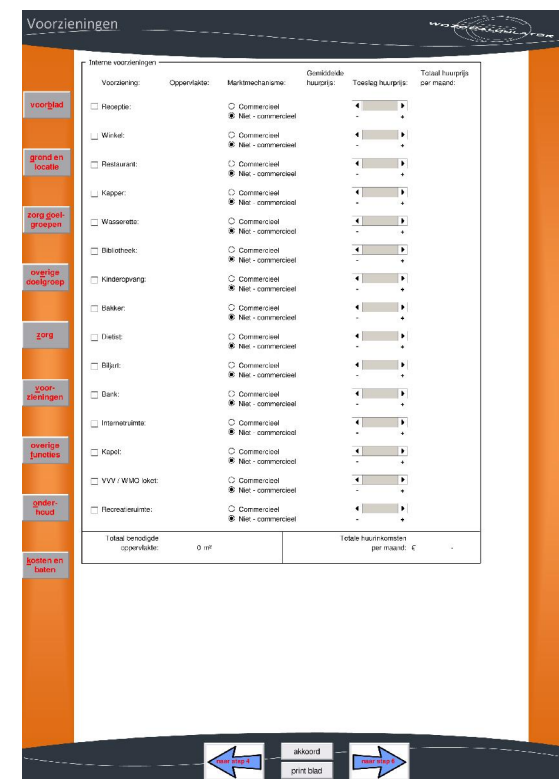 Voorzieningen
WOZOCALCULATOR
Interne voorzieningen
Voorziening: Oppervlakte: Marktmechanisme: Gemiddelde huurprijs: Toeslag huurprijs: Totaal huurprijs per maand:
voorblad
grond en locatie
zorg doel-groepen
overige doelgroep
zorg
voor-zieningen
overige functies
onder-houd
kosten en baten
Receptie: Commercieel
Niet - commercieel - +
Winkel: Commercieel
Niet - commercieel - +
Restaurant: Commercieel
Niet - commercieel - +
Kapper: Commercieel
Niet - commercieel - +
Wasserette: Commercieel
Niet - commercieel - +
Bibliotheek: Commercieel
Niet - commercieel - +
Kinderopvang: Commercieel
Niet - commercieel - +
Bakker: Commercieel
Niet - commercieel - +
Dietist: Commercieel
Niet - commercieel - +
Biljart: Commercieel
Niet - commercieel - +
Bank: Commercieel
Niet - commercieel - +
Internetruimte: Commercieel
Niet - commercieel - +
Kapel: Commercieel
Niet - commercieel - +
VVV / WMO loket: Commercieel
Niet - commercieel - +
Recreatieruimte: Commercieel
Niet - commercieel - +
Totaal benodigde Totale huurinkomsten
oppervlakte: 0 m² per maand: € -
naar stap 4
akkoord
print blad
naar stap 6